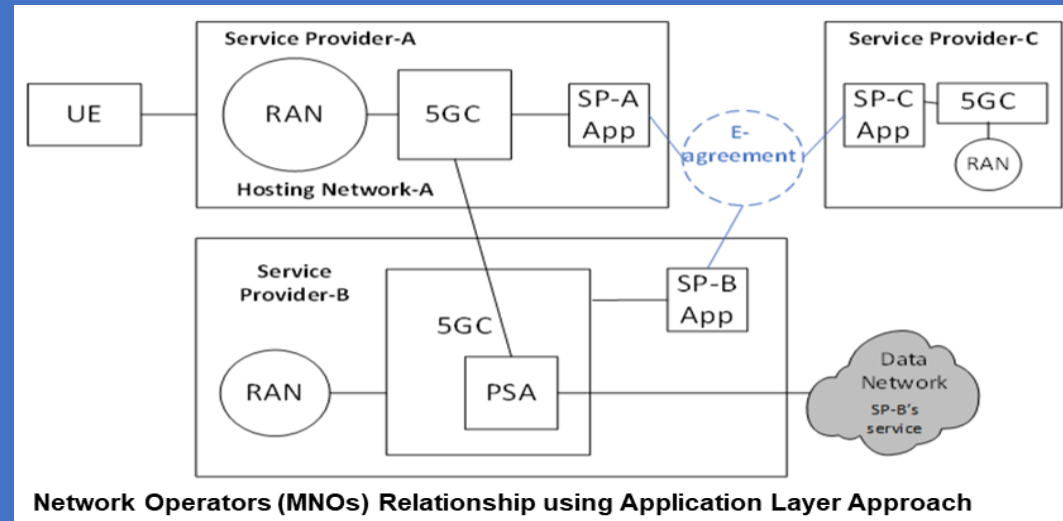 Service Provider-A
UE
RAN
5GC
SP-A
App
Hosting Network-A
E-
agreement
Service Provider-C
SP-C
App
5GC
RAN
Service
Provider-B
RAN
5GC
PSA
SP-B
App
Data
Network
SP-B's
service
Network Operators (MNOs) Relationship using Application Layer Approach